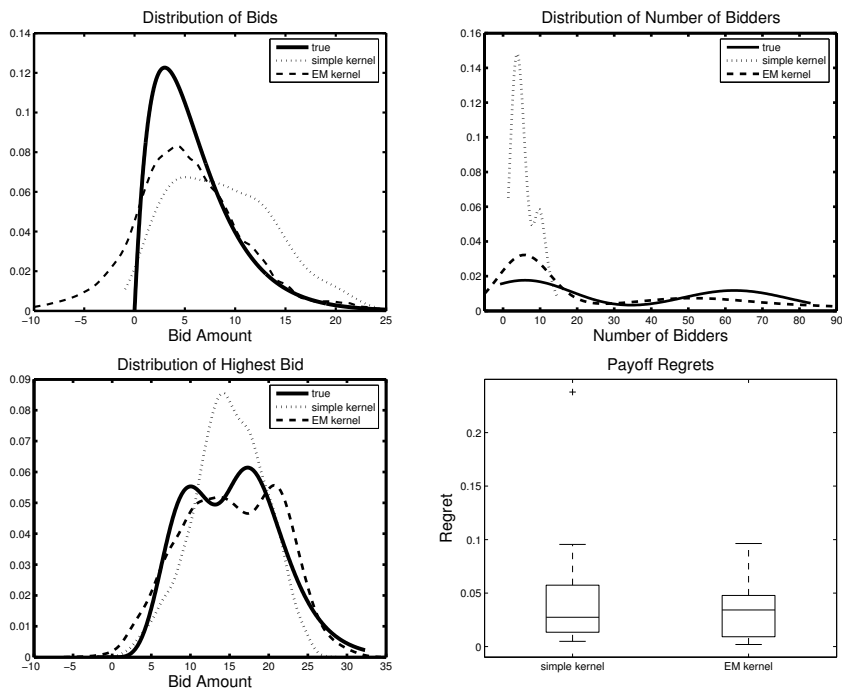 Distribution of Bids
0.14
0.12
0.1
0.08
0.06
0.04
0.02
0
−10 −5 0 5 10 15 20 25
Bid Amount
true
simple kernel
EM kernel
Distribution of Number of Bidders
0.16
0.14
0.12
0.1
0.08
0.06
0.04
0.02
0
0 10 20 30 40 50 60 70 80 90
Number of Bidders
true
simple kernel
EM kernel
Distribution of Highest Bid
0.09
0.08
0.07
0.06
0.05
0.04
0.03
0.02
0.01
0
−10 −5 0 5 10 15 20 25 30 35
Bid Amount
true
simple kernel
EM kernel
Payoff Regrets
0.2
0.1
0.05
0
Regret
simple kernel EM kernel